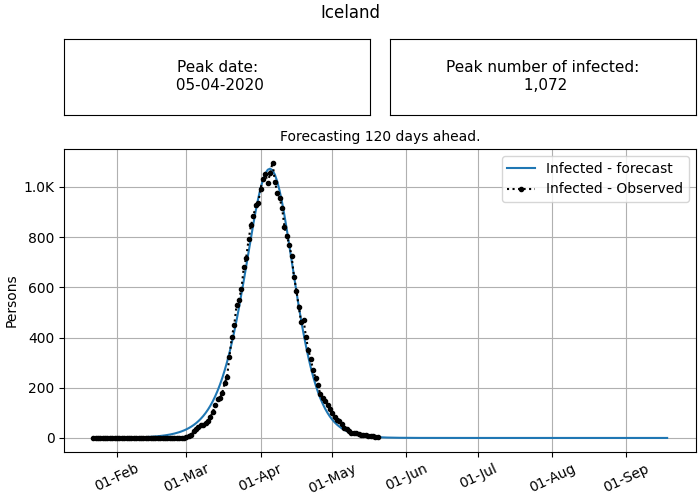 Iceland
Peak date:
05-04-2020
Peak number of infected:
1,072
Forecasting 120 days ahead.
Infected - forecast
Infected - Observed
Persons
1.0K
800
600
400
200
0
01-Feb
01-Mar
01-Apr
01-May
01-Jun
01-Jul
01-Aug
01-Sep